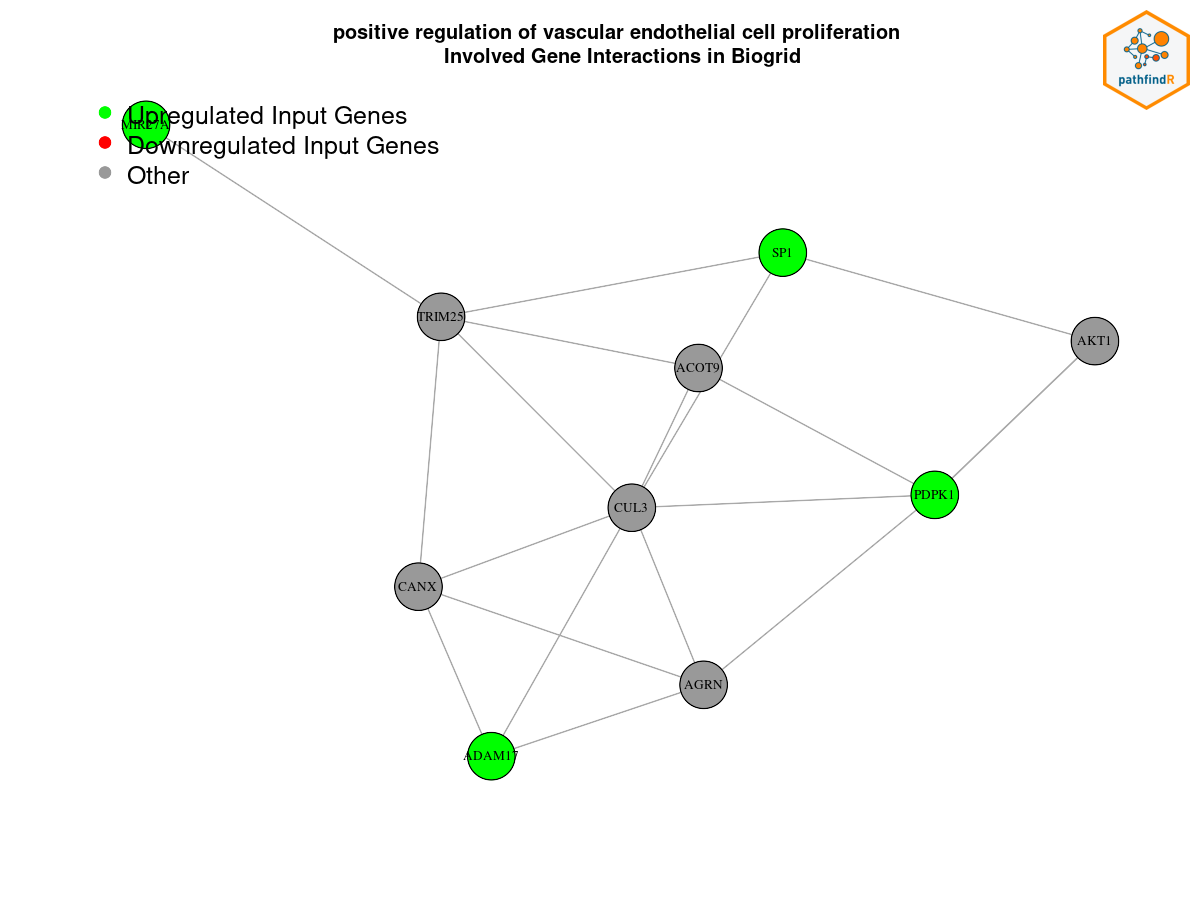 positive regulation of vascular endothelial cell proliferation
Involved Gene Interactions in Biogrid
pathfindR
Upregulated Input Genes
MIR27A
Downregulated Input Genes
Other
SP1
TRIM25
AKT1
ACOT9
PDPK1
CUL3
CANX
AGRN
ADAM17